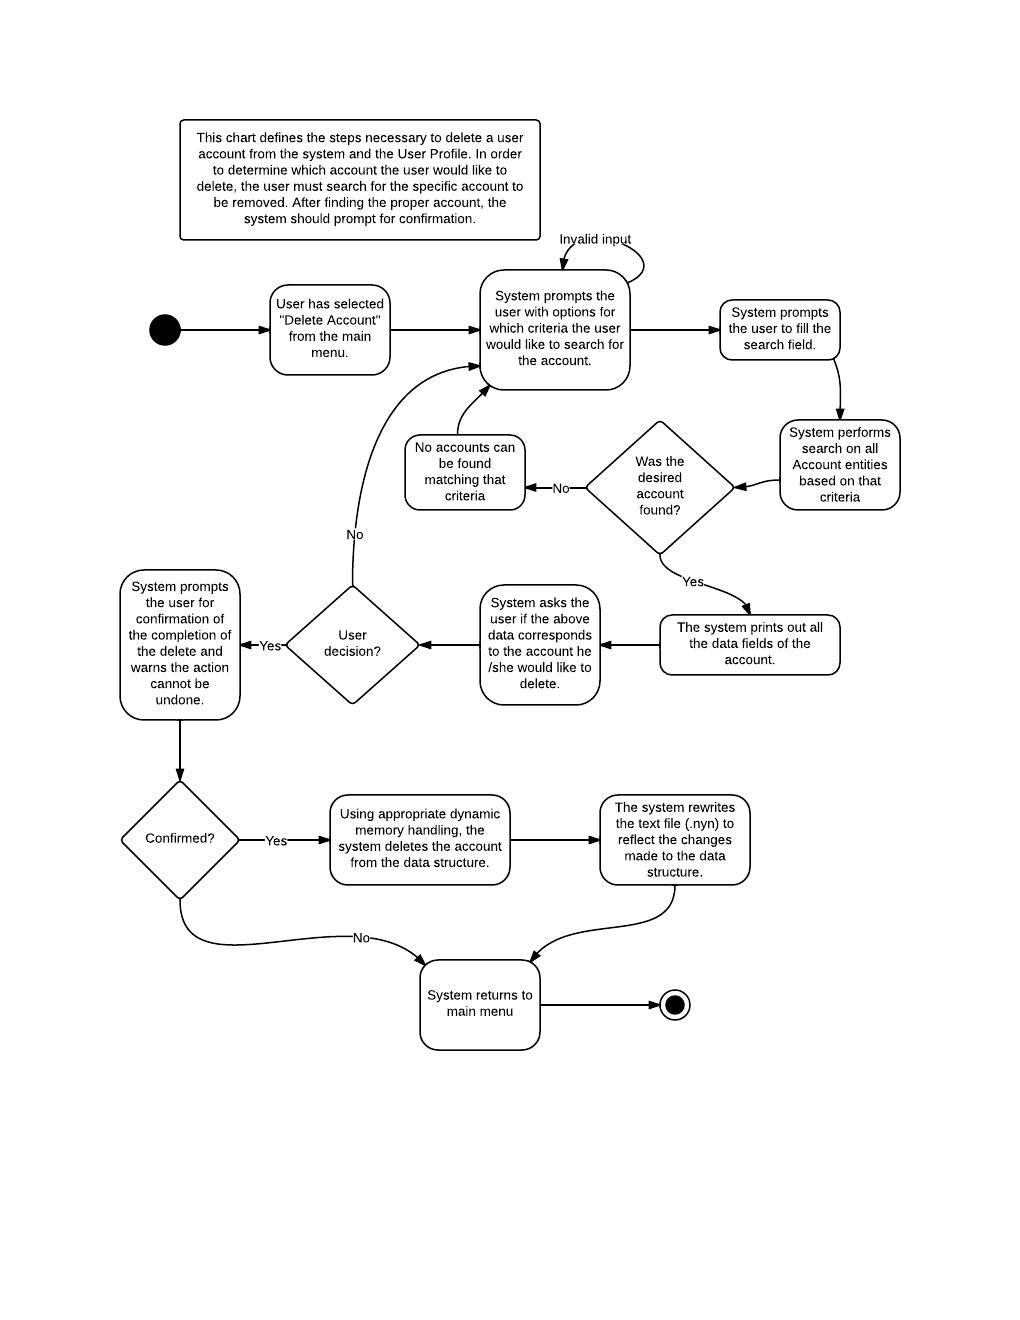 This chart defines the steps necessary to delete a user
account from the system and the User Profile. In order
to determine which account the user would like to
delete, the user must search for the specific account to
be removed. After finding the proper account, the
system should prompt for confirmation.
Invalid input
User has selected
"Delete Account"
from the main
menu.
System prompts the
user with options for
which criteria the user
would like to search for
the account.
System prompts
the user to fill the
search field.
System performs
search on all
Account entities
based on that
criteria
Was the
desired
account
found?
No
No accounts can
be found
matching that
criteria
Yes
The system prints out all
the data fields of the
account.
System asks the
user if the above
data corresponds
to the account he
/she would like to
delete.
User
decision?
No
Yes
System prompts
the user for
confirmation of
the completion of
the delete and
warns the action
cannot be
undone.
Confirmed?
Yes
Using appropriate dynamic
memory handling, the
system deletes the account
from the data structure.
The system rewrites
the text file (.nyn) to
reflect the changes
made to the data
structure.
No
System returns to
main menu